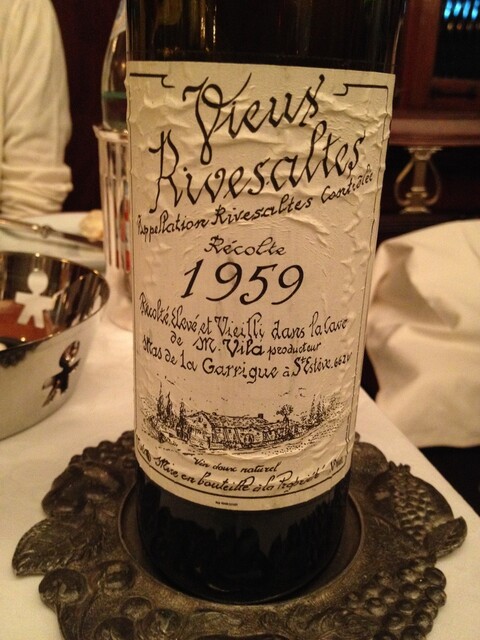 Vieux
Rivesaltes
Appellation Rivesaltes Contrôlée
Récolte
1959
Récolté Elevé et Vieilli dans la Cave
de M. Vila producteur
Mas de la Garrigue à St Estève. 66
Vin doux naturel
Mise en bouteille à la Propriété